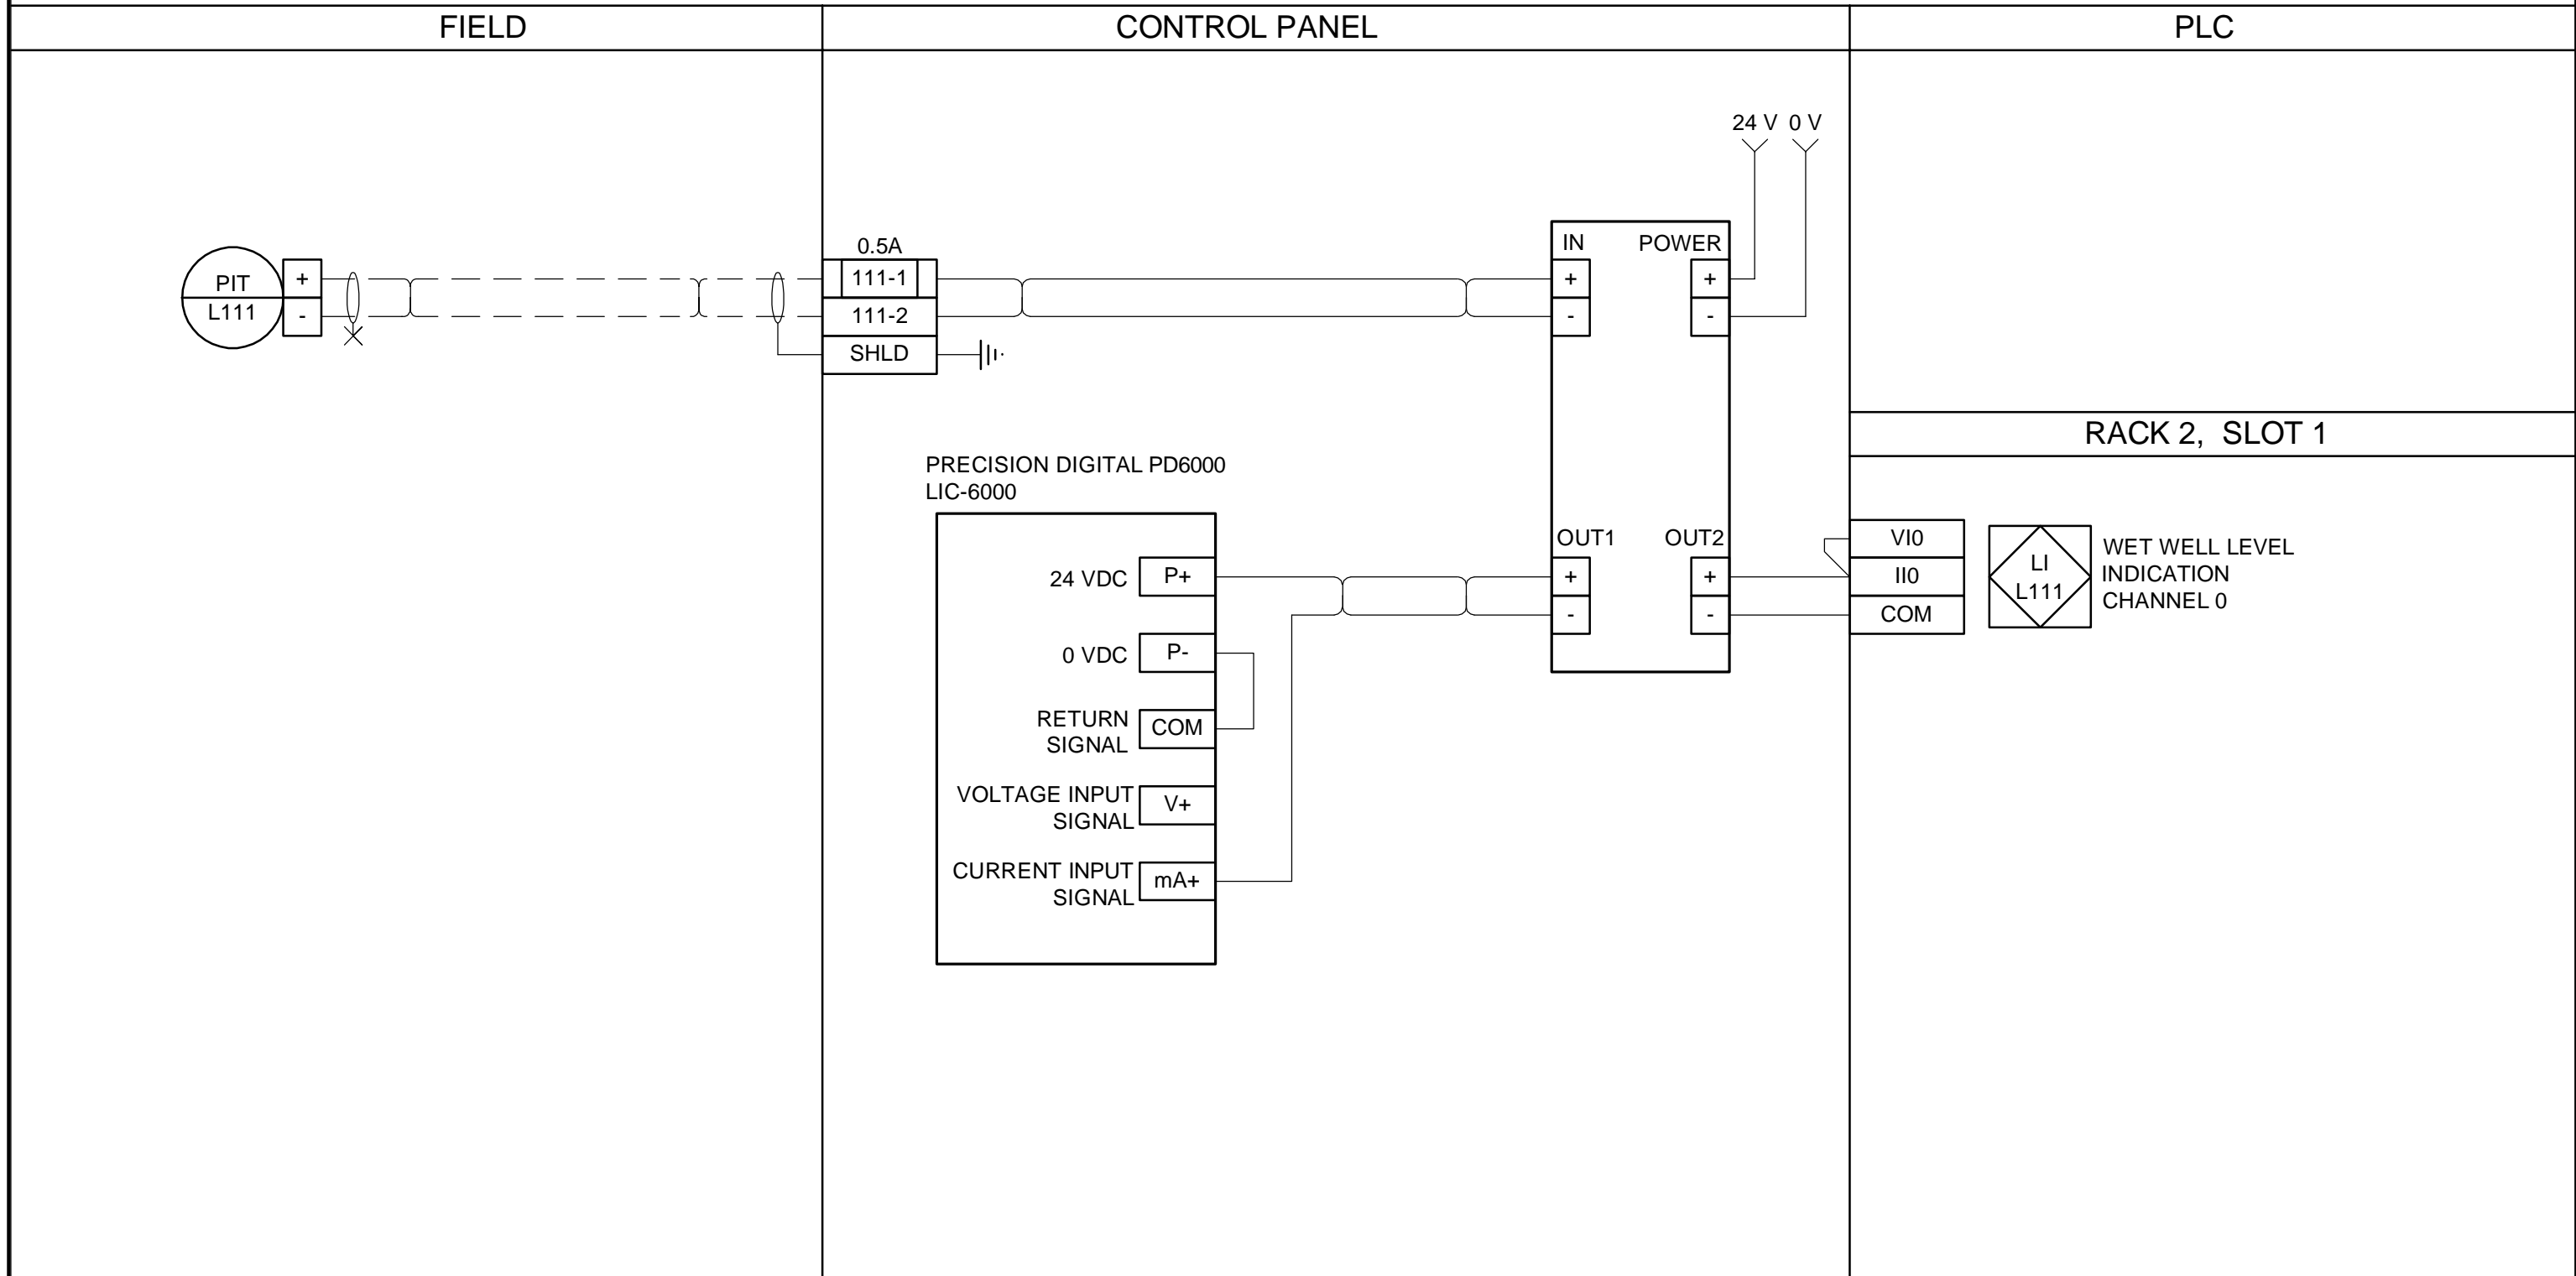 FIELD
CONTROL PANEL
PLC
24 V 0 V
PIT
L111
+
-
0.5A
111-1
111-2
SHLD
IN POWER
+ +
- -
RACK 2, SLOT 1
PRECISION DIGITAL PD6000
LIC-6000
24 VDC P+
0 VDC P-
RETURN
SIGNAL
COM
VOLTAGE INPUT
SIGNAL
V+
CURRENT INPUT
SIGNAL
mA+
OUT1 OUT2
+ +
- -
VI0
II0
COM
LI
L111
WET WELL LEVEL
INDICATION
CHANNEL 0